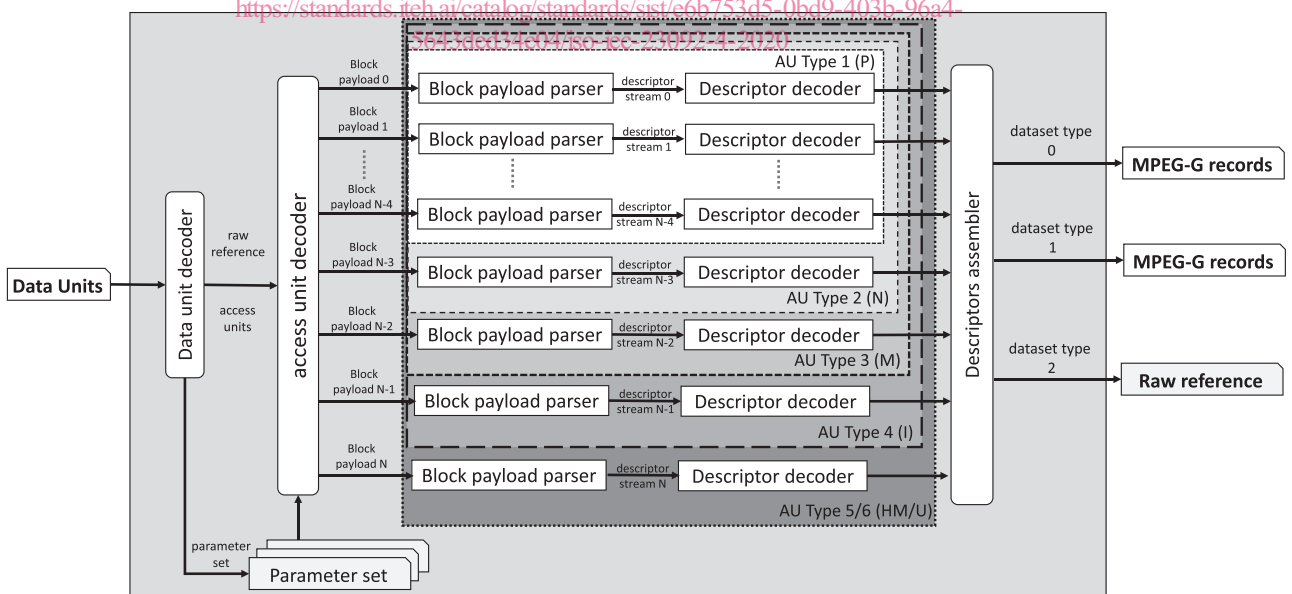 https://standards.iteh.ai/catalog/standards/sist/e6b753d5-0bd9-403b-96a4-
5643ded34e04/iso-iec-23092-4-2020
AU Type 1 (P)
Block
payload 0
Block payload parser
descriptor
stream 0
Descriptor decoder
Block
payload 1
Block payload parser
descriptor
stream 1
Descriptor decoder
Block
payload N-4
Block payload parser
descriptor
stream N-4
Descriptor decoder
Block
payload N-3
Block payload parser
descriptor
stream N-3
Descriptor decoder
AU Type 2 (N)
Block
payload N-2
Block payload parser
descriptor
stream N-2
Descriptor decoder
AU Type 3 (M)
Block
payload N-1
Block payload parser
descriptor
stream N-1
Descriptor decoder
AU Type 4 (I)
Block
payload N
Block payload parser
descriptor
stream N
Descriptor decoder
AU Type 5/6 (HM/U)
Data Units
Data unit decoder
raw
reference
access
units
access unit decoder
parameter
set
Parameter set
Descriptors assembler
dataset type
0
MPEG-G records
dataset type
1
MPEG-G records
dataset type
2
Raw reference